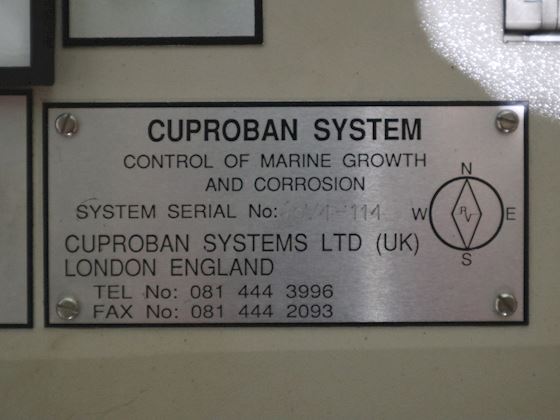 CUPROBAN SYSTEM
CONTROL OF MARINE GROWTH
AND CORROSION
SYSTEM SERIAL No:
CUPROBAN SYSTEMS LTD (UK)
LONDON ENGLAND
TEL No: 081 444 3996
FAX No: 081 444 2093
N
W
E
S